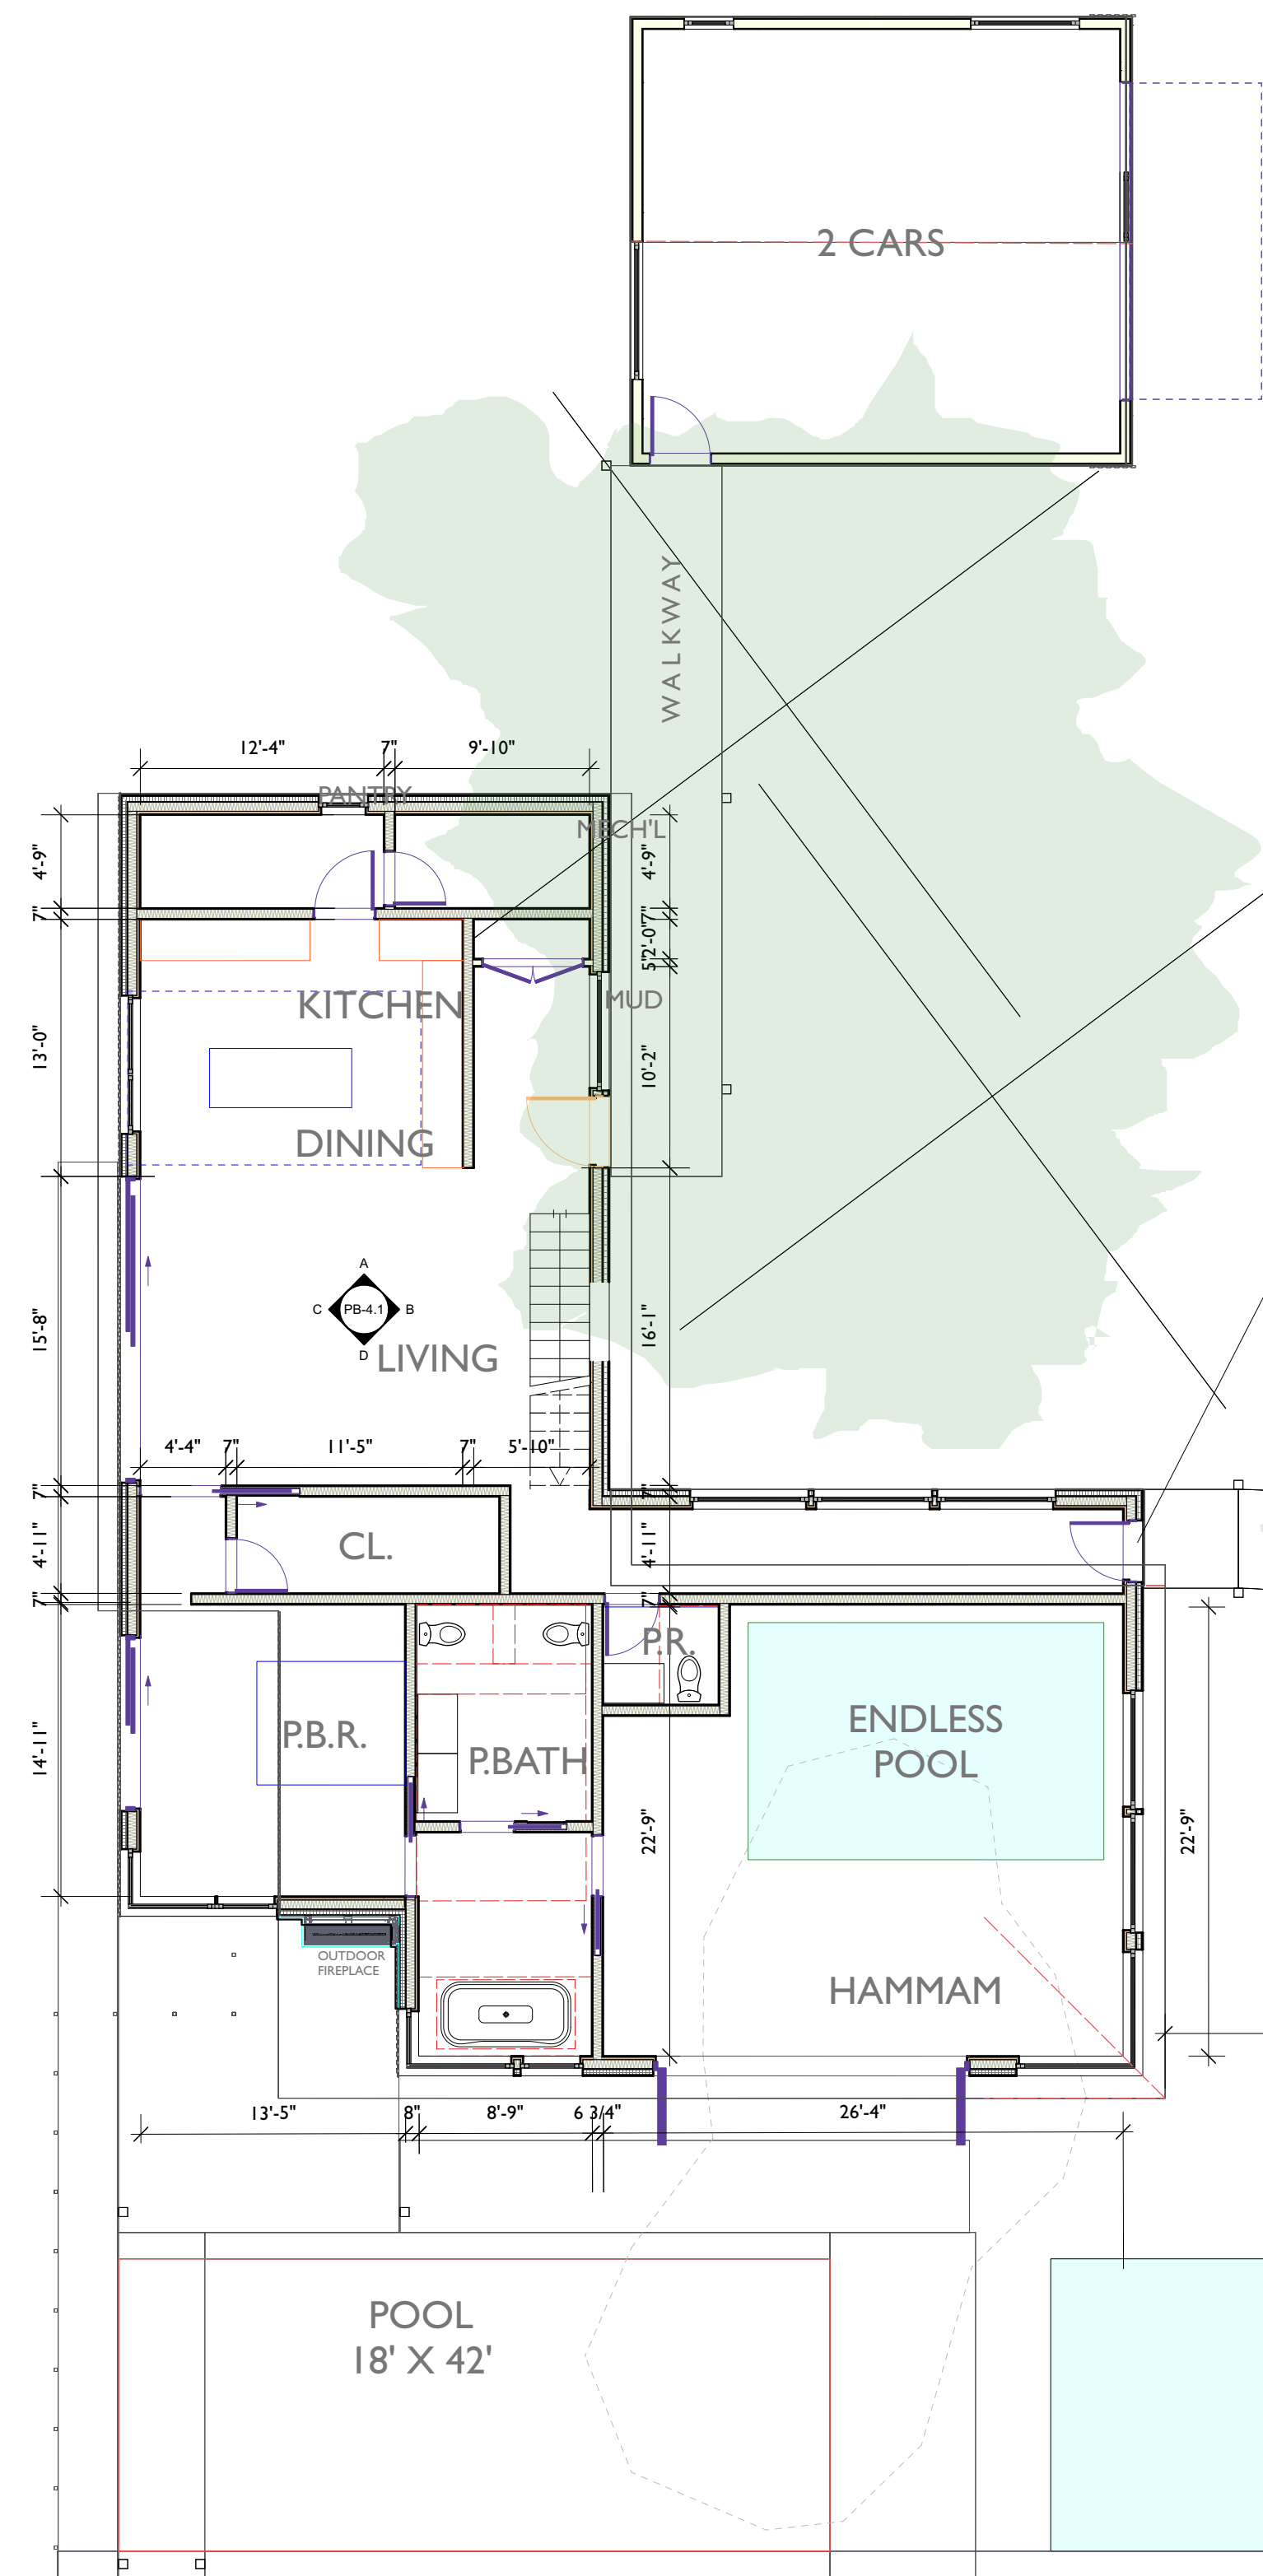 2 CARS
WALKWAY
12'-4"
7"
9'-10"
PANTRY
MECH'L
4'-9"
4'-9"
7"
7"
2'-0"
5"
KITCHEN
MUD
13'-0"
10'-2"
DINING
A
C
PB-4.1
B
D
LIVING
15'-8"
16'-1"
4'-4"
7"
11'-5"
7"
5'-10"
7"
7"
CL.
4'-11"
4'-11"
7"
7"
P.R.
P.B.R.
P.BATH
ENDLESS
POOL
14'-11"
22'-9"
22'-9"
OUTDOOR
FIREPLACE
HAMMAM
13'-5"
8"
8'-9"
6 3/4"
26'-4"
POOL
18' X 42'